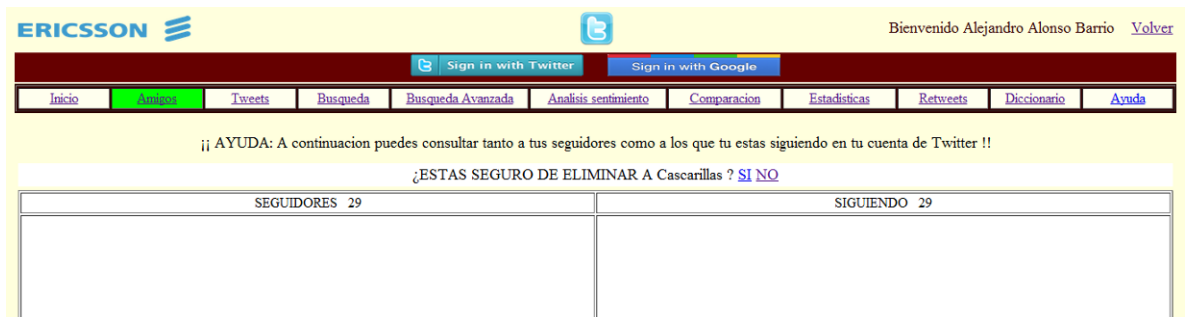 ERICSSON
Bienvenido Alejandro Alonso Barrio Volver
Sign in with Twitter Sign in with Google
Inicio Amigos Tweets Busqueda Busqueda Avanzada Analisis sentimiento Comparacion Estadisticas Retweets Diccionario Ayuda
¡¡ AYUDA: A continuacion puedes consultar tanto a tus seguidores como a los que tu estas siguiendo en tu cuenta de Twitter !!
¿ESTAS SEGURO DE ELIMINAR A Cascarillas ? SI NO
SEGUIDORES 29 SIGUIENDO 29